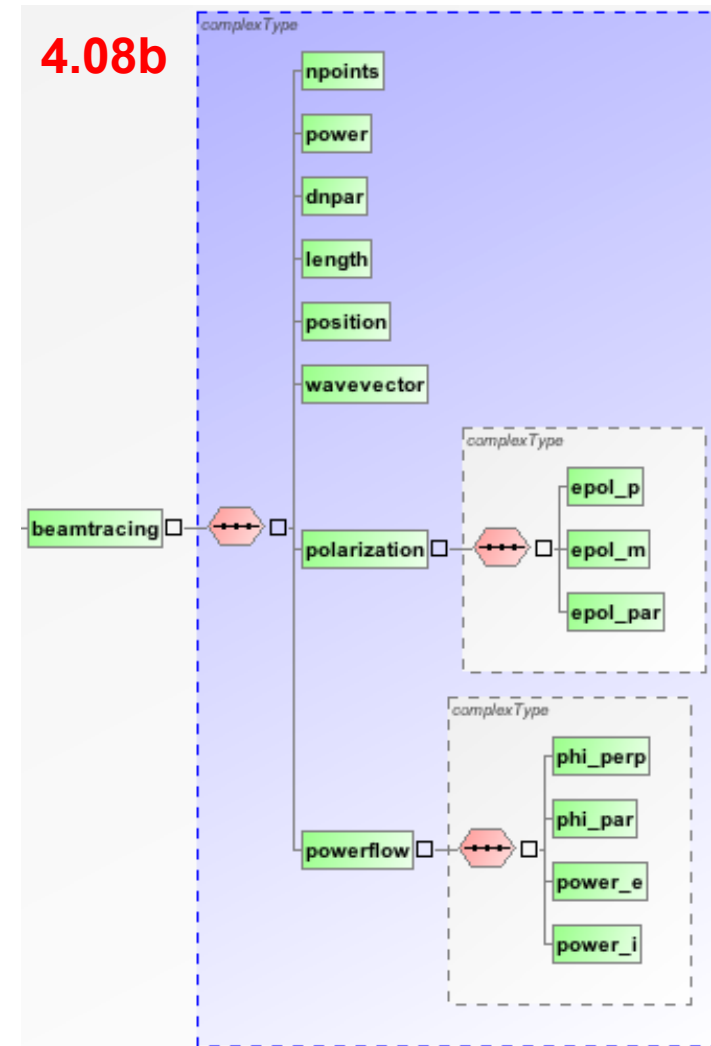 4.08b
complexType
npoints
power
dnpar
length
position
wavevector
beamtracing
polarization
complexType
epol_p
epol_m
epol_par
powerflow
complexType
phi_perp
phi_par
power_e
power_i